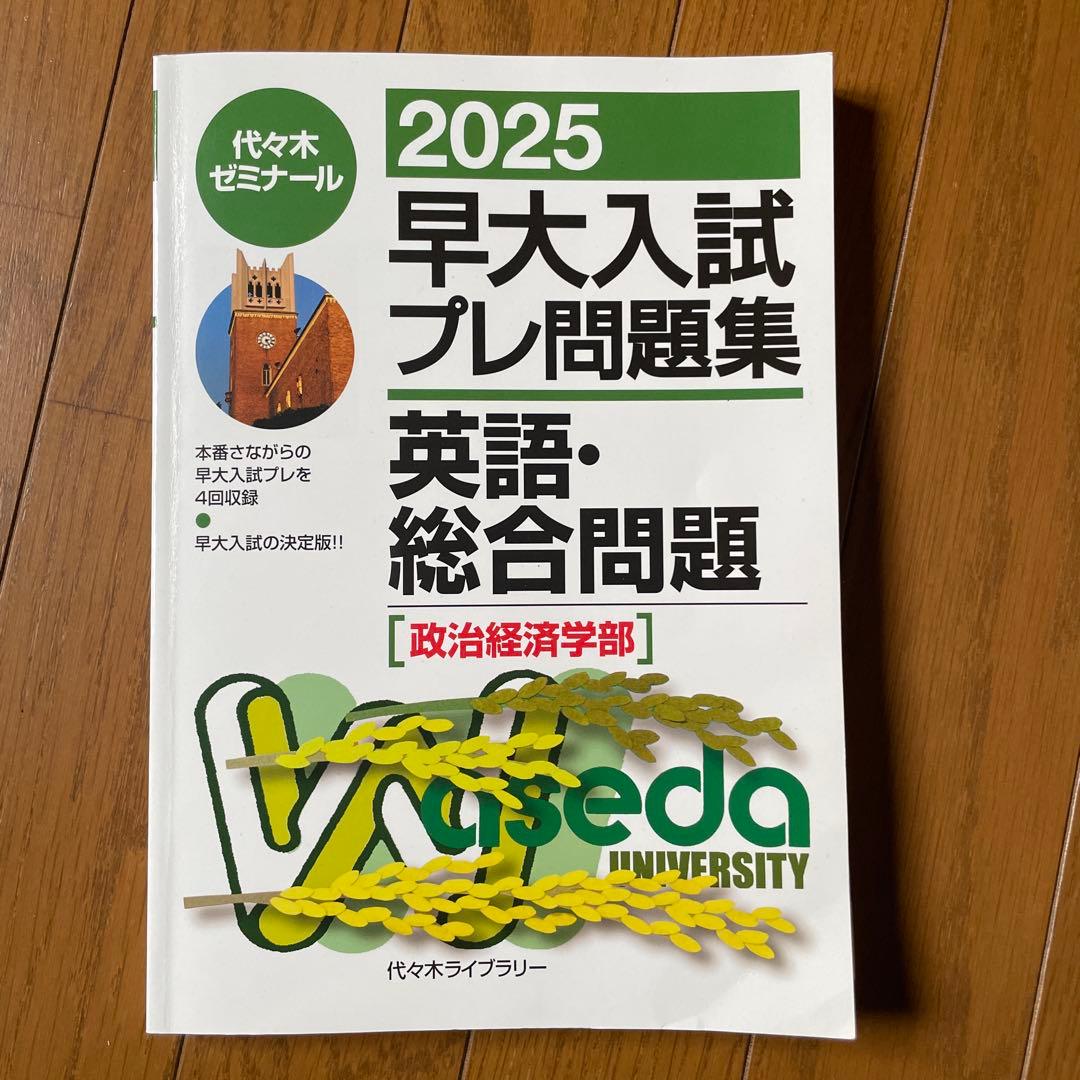 代々木
ゼミナール
2025
早大入試
プレ問題集
本番さながらの
早大入試プレを
4回収録
●
早大入試の決定版!!
英語・
総合問題
[政治経済学部]
Waseda
UNIVERSITY
代々木ライブラリー